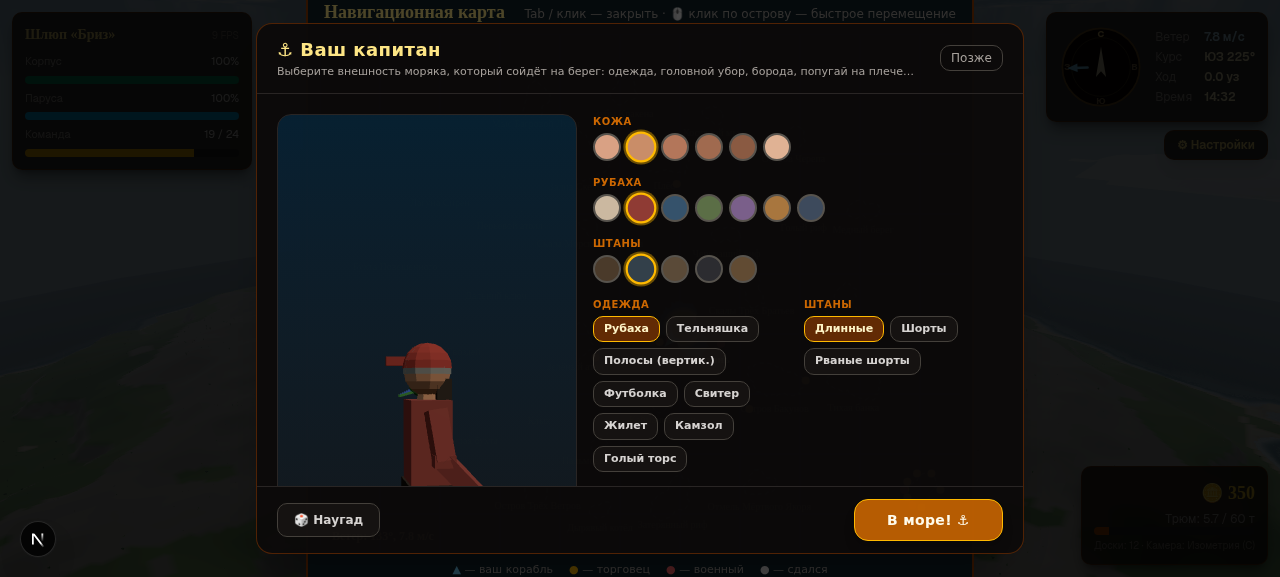 Навигационная карта
Tab / клик — закрыть · 🖱 клик по острову — быстрое перемещение
Шлюп «Бриз»
Корпус 100%
Паруса 100%
Команда 19 / 24
⚓ Ваш капитан
Выберите внешность моряка, который сойдёт на берег: одежда, головной убор, борода, попугай на плече…
Позже
Ветер 7.8 м/с
Курс ЮЗ 225°
Ход 0.0 уз
Время 14:32
⚙ Настройки
КОЖА
РУБАХА
ШТАНЫ
ОДЕЖДА
Рубаха Тельняшка
Полосы (вертик.)
Футболка Свитер
Жилет Камзол
Голый торс
ШТАНЫ
Длинные Шорты
Рваные шорты
🎲 Наугад
В море! ⚓
350
Трюм: 57 / 60 т
N
▲ — ваш корабль ● — торговец ● — военный ● — сдался